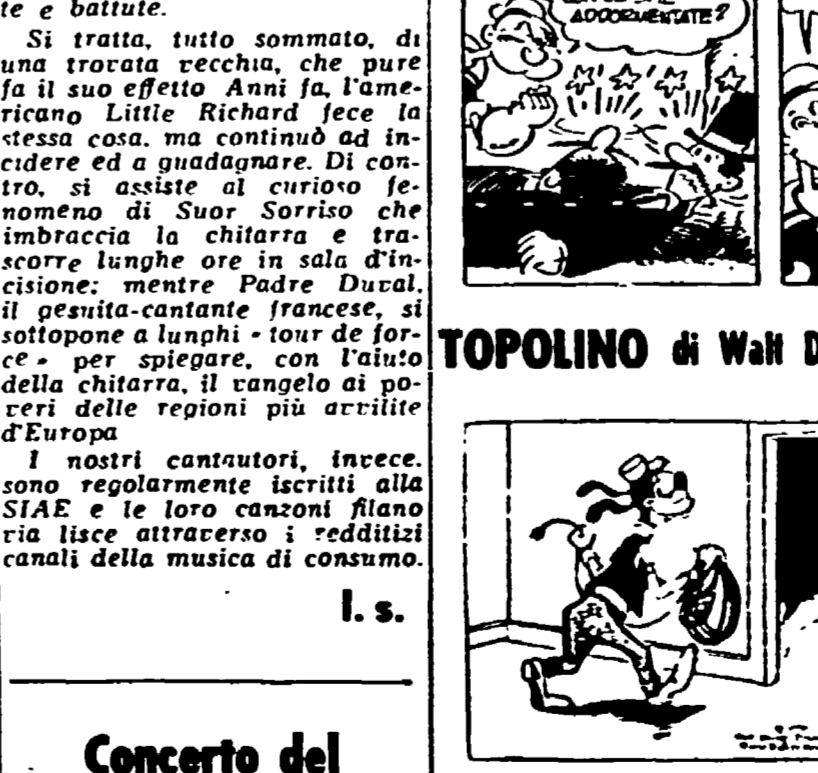 te e battute.
Si tratta, tutto sommato, di
una trovata vecchia, che pure
fa il suo effetto Anni fa, l'ame-
ricano Little Richard fece la
stessa cosa, ma continuò ad in-
cidere ed a guadagnare. Di con-
tro, si assiste al curioso fe-
nomeno di Suor Sorriso che
imbraccia la chitarra e tra-
scorre lunghe ore in sala d'in-
cisione; mentre Padre Duval,
il gesuita-cantante francese, si
sottopone a lunghi « tour de for-
ce » per spiegare, con l'aiuto
della chitarra, il vangelo ai po-
veri delle regioni più avvilite
d'Europa
I nostri cantautori, invece,
sono regolarmente iscritti alla
SIAE e le loro canzoni filano
via lisce attraverso i redditizi
canali della musica di consumo.
l. s.
Concerto del
ADDORMENTATE?
TOPOLINO di Walt D